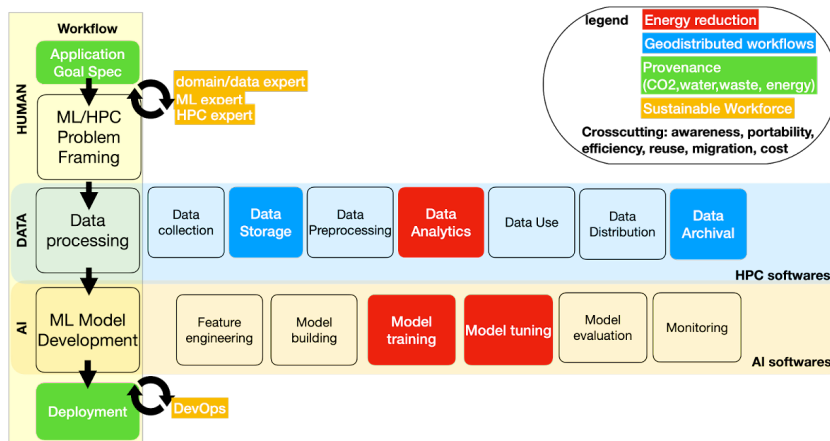 Workflow
legend
Energy reduction
Geodistributed workflows
Provenance
(CO2,water,waste, energy)
Sustainable Workforce
Crosscutting: awareness, portability,
efficiency, reuse, migration, cost
HUMAN
Application
Goal Spec
domain/data expert
ML expert
HPC expert
ML/HPC
Problem
Framing
DATA
Data
processing
Data
collection
Data
Storage
Data
Preprocessing
Data
Analytics
Data Use
Data
Distribution
Data
Archival
HPC softwares
AI
ML Model
Development
Feature
engineering
Model
building
Model
training
Model tuning
Model
evaluation
Monitoring
AI softwares
Deployment
DevOps